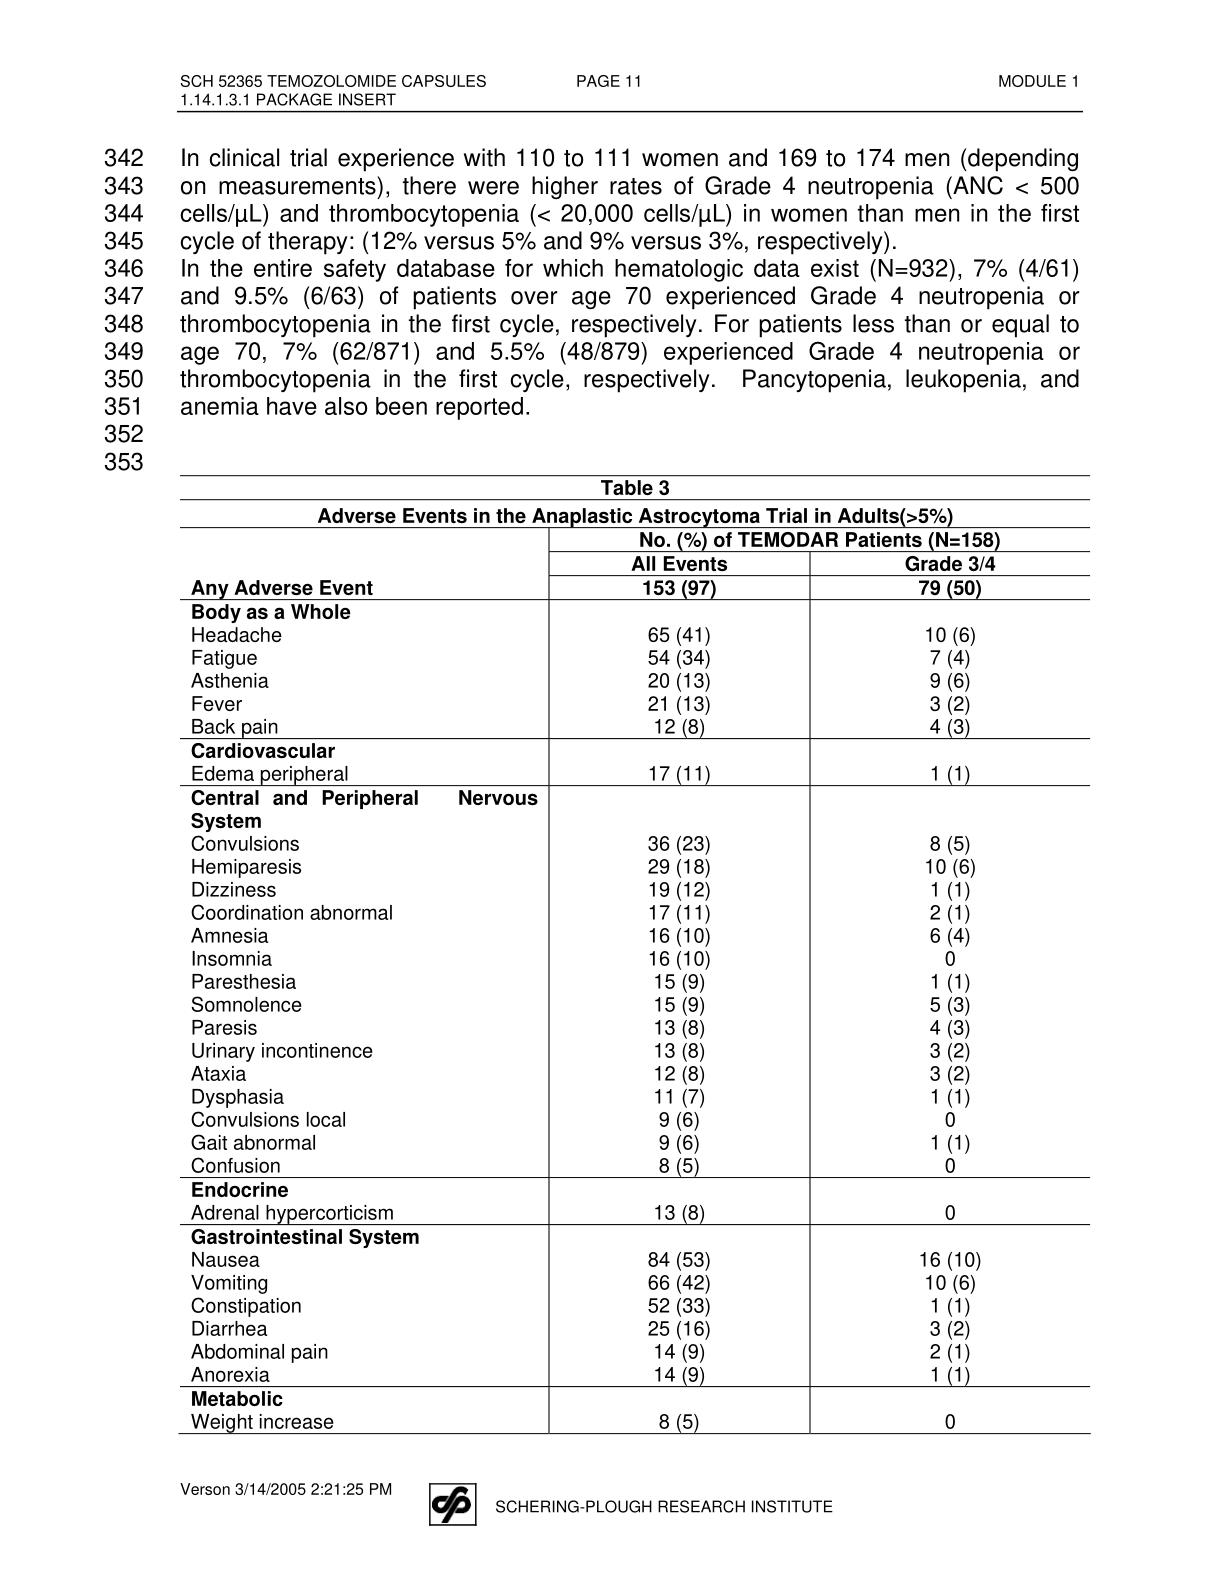 SCH 52365 TEMOZOLOMIDE CAPSULES PAGE 11 MODULE 1
1.14.1.3.1 PACKAGE INSERT
342 In clinical trial experience with 110 to 111 women and 169 to 174 men (depending
343 on measurements), there were higher rates of Grade 4 neutropenia (ANC < 500
344 cells/µL) and thrombocytopenia (< 20,000 cells/µL) in women than men in the first
345 cycle of therapy: (12% versus 5% and 9% versus 3%, respectively).
346 In the entire safety database for which hematologic data exist (N=932), 7% (4/61)
347 and 9.5% (6/63) of patients over age 70 experienced Grade 4 neutropenia or
348 thrombocytopenia in the first cycle, respectively. For patients less than or equal to
349 age 70, 7% (62/871) and 5.5% (48/879) experienced Grade 4 neutropenia or
350 thrombocytopenia in the first cycle, respectively. Pancytopenia, leukopenia, and
351 anemia have also been reported.
352
353
Table 3
Adverse Events in the Anaplastic Astrocytoma Trial in Adults(>5%)
No. (%) of TEMODAR Patients (N=158)
All Events Grade 3/4
Any Adverse Event 153 (97) 79 (50)
Body as a Whole
Headache 65 (41) 10 (6)
Fatigue 54 (34) 7 (4)
Asthenia 20 (13) 9 (6)
Fever 21 (13) 3 (2)
Back pain 12 (8) 4 (3)
Cardiovascular
Edema peripheral 17 (11) 1 (1)
Central and Peripheral Nervous
System
Convulsions 36 (23) 8 (5)
Hemiparesis 29 (18) 10 (6)
Dizziness 19 (12) 1 (1)
Coordination abnormal 17 (11) 2 (1)
Amnesia 16 (10) 6 (4)
Insomnia 16 (10) 0
Paresthesia 15 (9) 1 (1)
Somnolence 15 (9) 5 (3)
Paresis 13 (8) 4 (3)
Urinary incontinence 13 (8) 3 (2)
Ataxia 12 (8) 3 (2)
Dysphasia 11 (7) 1 (1)
Convulsions local 9 (6) 0
Gait abnormal 9 (6) 1 (1)
Confusion 8 (5) 0
Endocrine
Adrenal hypercorticism 13 (8) 0
Gastrointestinal System
Nausea 84 (53) 16 (10)
Vomiting 66 (42) 10 (6)
Constipation 52 (33) 1 (1)
Diarrhea 25 (16) 3 (2)
Abdominal pain 14 (9) 2 (1)
Anorexia 14 (9) 1 (1)
Metabolic
Weight increase 8 (5) 0
Verson 3/14/2005 2:21:25 PM
SCHERING-PLOUGH RESEARCH INSTITUTE